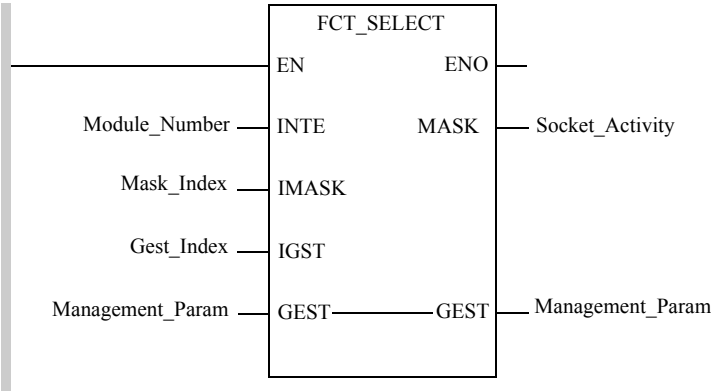 FCT_SELECT
EN ENO
Module_Number INTE MASK Socket_Activity
Mask_Index IMASK
Gest_Index IGST
Management_Param GEST GEST Management_Param